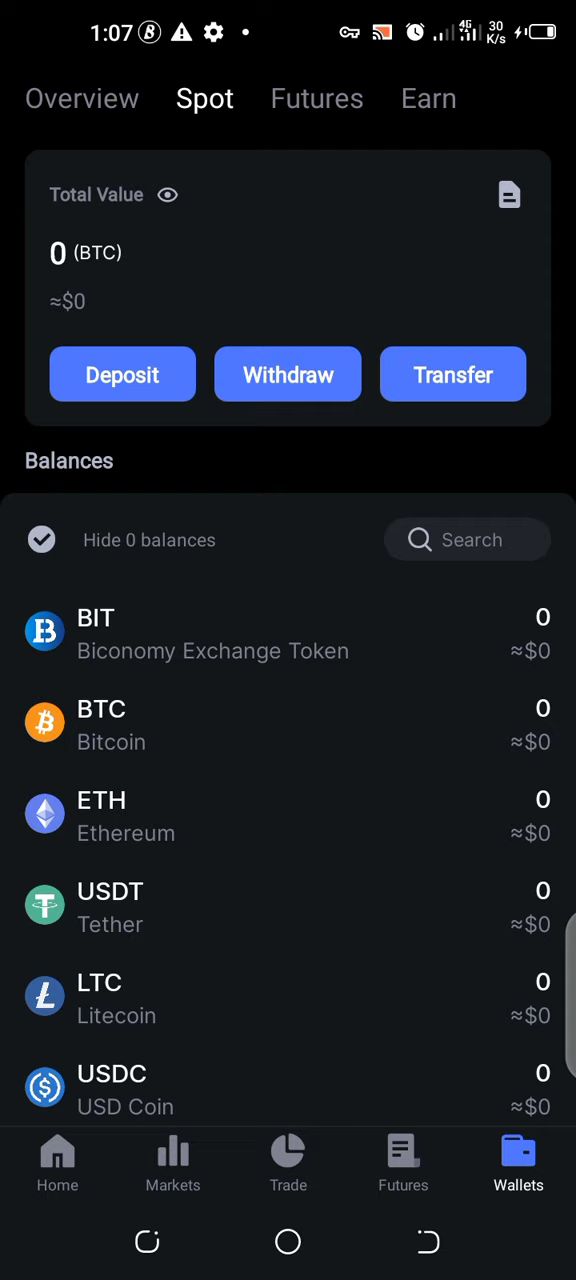 1:07 4G 30 K/s
Overview Spot Futures Earn
Total Value
0 (BTC)
≈$0
Deposit Withdraw Transfer
Balances
Hide 0 balances Search
BIT 0
Biconomy Exchange Token ≈$0
BTC 0
Bitcoin ≈$0
ETH 0
Ethereum ≈$0
USDT 0
Tether ≈$0
LTC 0
Litecoin ≈$0
USDC 0
USD Coin ≈$0
Home Markets Trade Futures Wallets